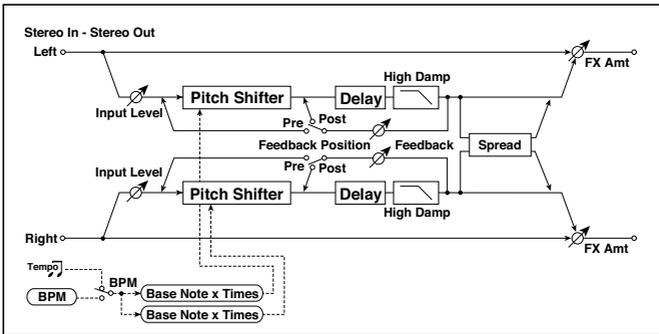 Stereo In - Stereo Out
Left
FX Amt
High Damp
Input Level
Pitch Shifter
Delay
Pre
Post
Feedback Position
Feedback
Spread
Pre
Post
Input Level
Pitch Shifter
Delay
High Damp
Right
FX Amt
Tempo
BPM
BPM
Base Note x Times
Base Note x Times